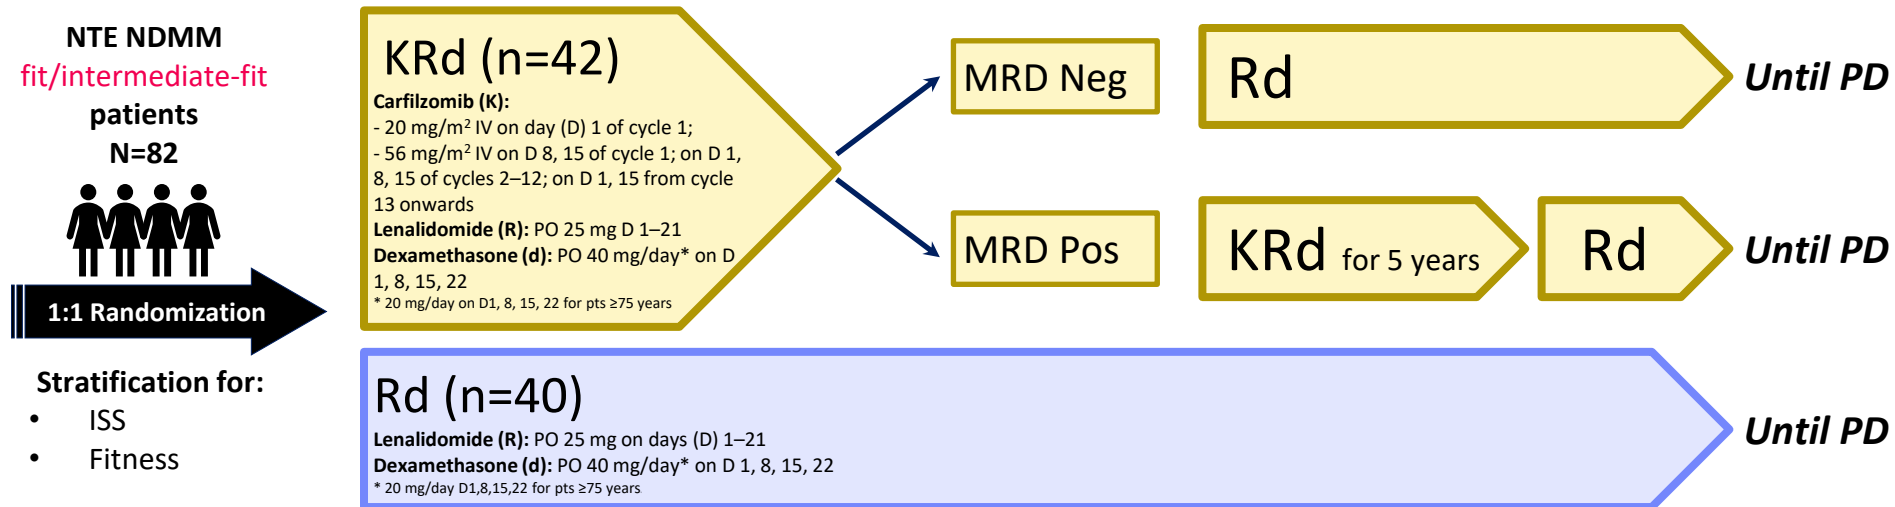 NTE NDMM
fit/intermediate-fit
patients
N=82
1:1 Randomization
Stratification for:
• ISS
• Fitness
KRd (n=42)
Carfilzomib (K):
- 20 mg/m² IV on day (D) 1 of cycle 1;
- 56 mg/m² IV on D 8, 15 of cycle 1; on D 1,
8, 15 of cycles 2–12; on D 1, 15 from cycle
13 onwards
Lenalidomide (R): PO 25 mg D 1–21
Dexamethasone (d): PO 40 mg/day* on D
1, 8, 15, 22
* 20 mg/day on D1, 8, 15, 22 for pts ≥75 years
MRD Neg
Rd
Until PD
MRD Pos
KRd for 5 years
Rd
Until PD
Rd (n=40)
Lenalidomide (R): PO 25 mg on days (D) 1–21
Dexamethasone (d): PO 40 mg/day* on D 1, 8, 15, 22
* 20 mg/day D1,8,15,22 for pts ≥75 years
Until PD